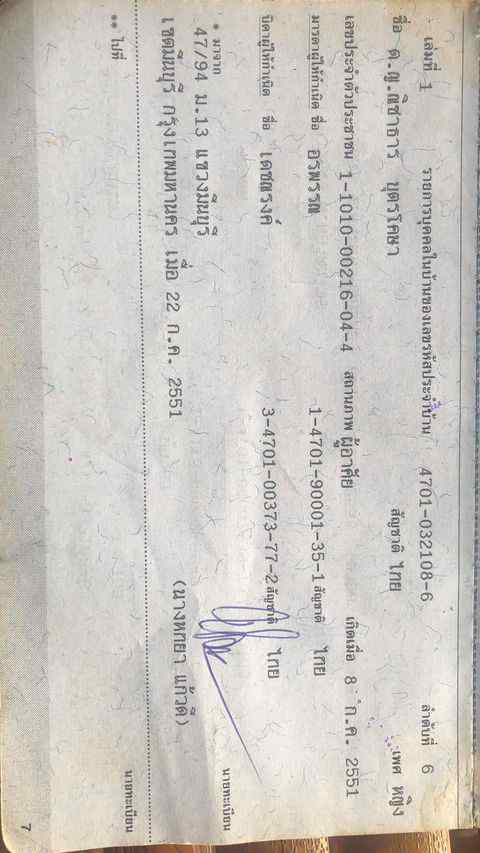 เล่มที่ 1 รายการบุคคลในบ้านของเลขรหัสประจำบ้าน 4701-032108-6 ลำดับที่ 6
ชื่อ ด.ญ.ณิชาธาร บุตรโคษา สัญชาติ ไทย เพศ หญิง
เลขประจำตัวประชาชน 1-1010-00216-04-4 สถานภาพ ผู้อาศัย เกิดเมื่อ 8 ก.ค. 2551
มารดาผู้ให้กำเนิด ชื่อ อรพรรณ 1-4701-90001-35-1 สัญชาติ ไทย
บิดาผู้ให้กำเนิด ชื่อ เดชณรงค์ 3-4701-00373-77-2 สัญชาติ ไทย
* มาจาก
47/94 ม.13 แขวงมีนบุรี
เขตมีนบุรี กรุงเทพมหานคร เมื่อ 22 ก.ค. 2551
นายทะเบียน
(นางหทยา แก้วดี)
** ไปที่
นายทะเบียน
7